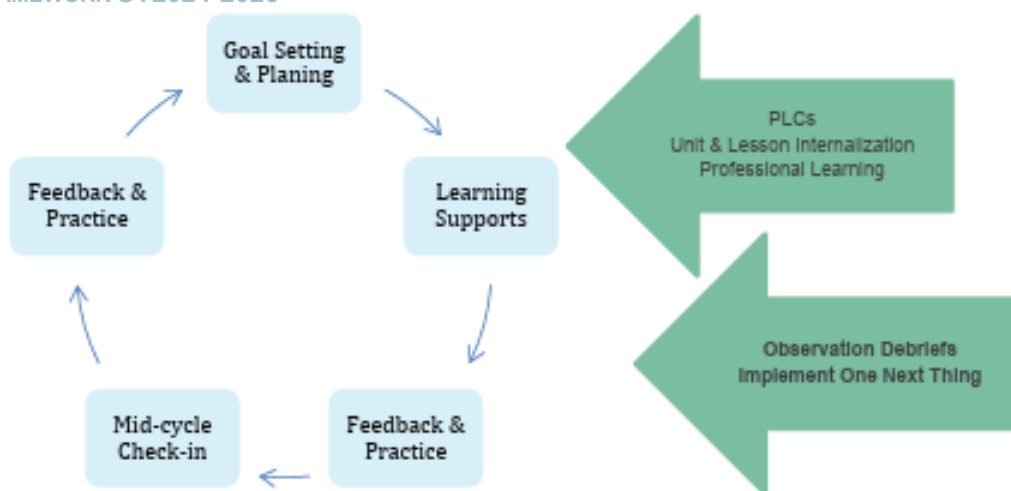 Goal Setting
& Planing
PLCs
Unit & Lesson Internalization
Professional Learning
Feedback &
Practice
Learning
Supports
Observation Debriefs
Implement One Next Thing
Mid-cycle
Check-in
Feedback &
Practice